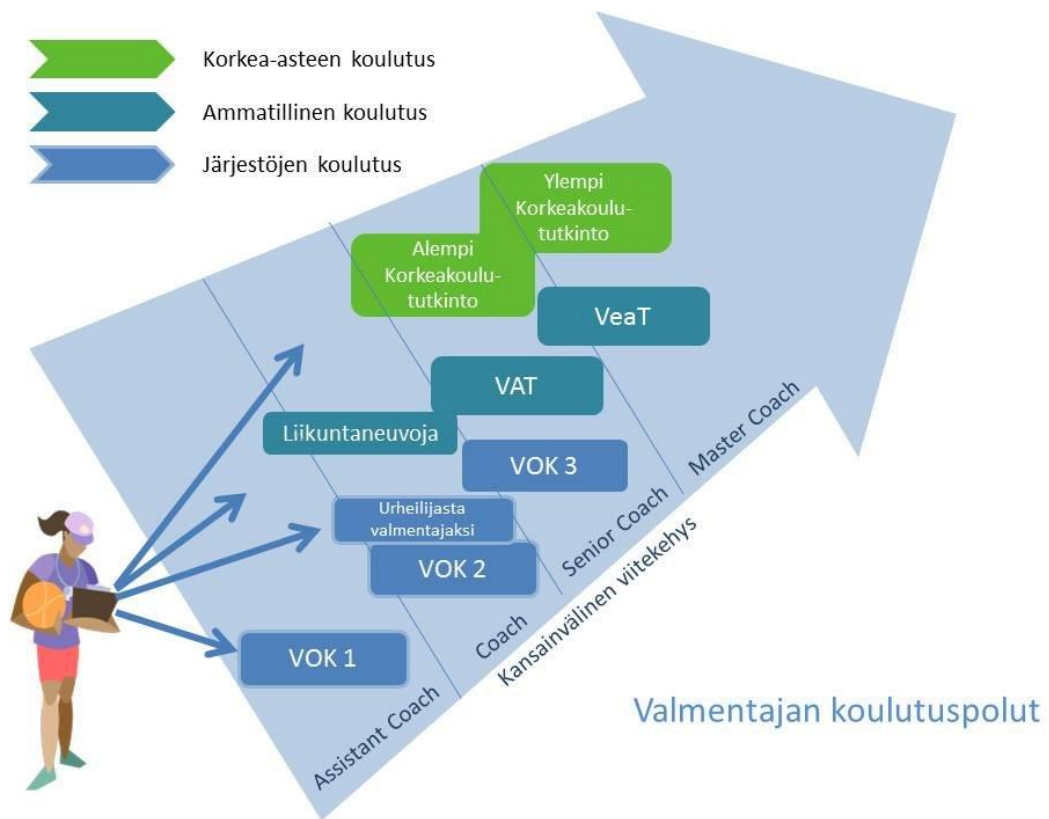 Korkea-asteen koulutus
Ammatillinen koulutus
Järjestöjen koulutus
Ylempi
Korkeakoulu-
tutkinto
Alempi
Korkeakoulu-
tutkinto
VeaT
VAT
Liikuntaneuvoja
VOK 3
Urheilijasta
valmentajaksi
VOK 2
VOK 1
Assistant Coach
Coach
Senior Coach
Master Coach
Kansainvälinen viitekehys
Valmentajan koulutuspolut